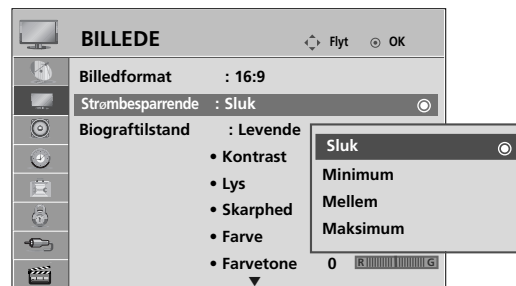 BILLEDE
Flyt OK
Billedformat : 16:9
Strømbesparrende : Sluk
Biograftilstand : Levende
• Kontrast
• Lys
• Skarphed
• Farve
• Farvetone 0 R G
Sluk
Minimum
Mellem
Maksimum